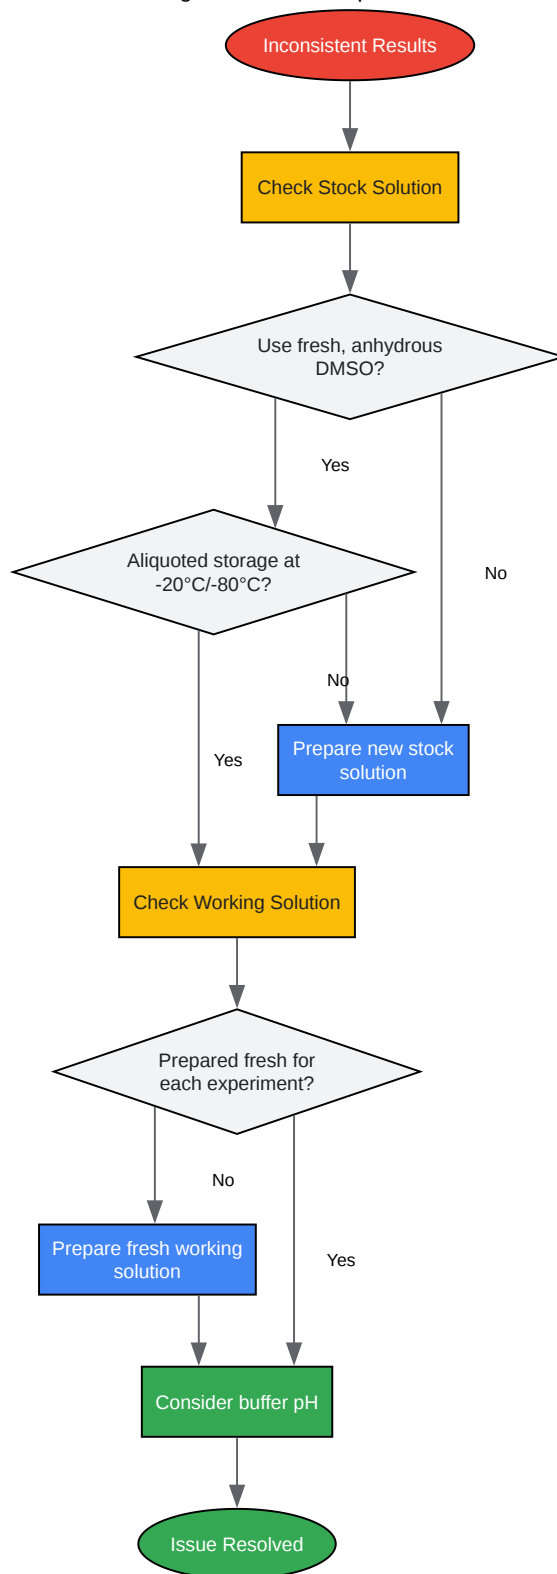 Inconsistent Results
Check Stock Solution
Use fresh, anhydrous
DMSO?
Yes
Aliquoted storage at
-20°C/-80°C?
No
No
Prepare new stock
solution
Yes
Check Working Solution
Prepared fresh for
each experiment?
No
Prepare fresh working
solution
Yes
Consider buffer pH
Issue Resolved